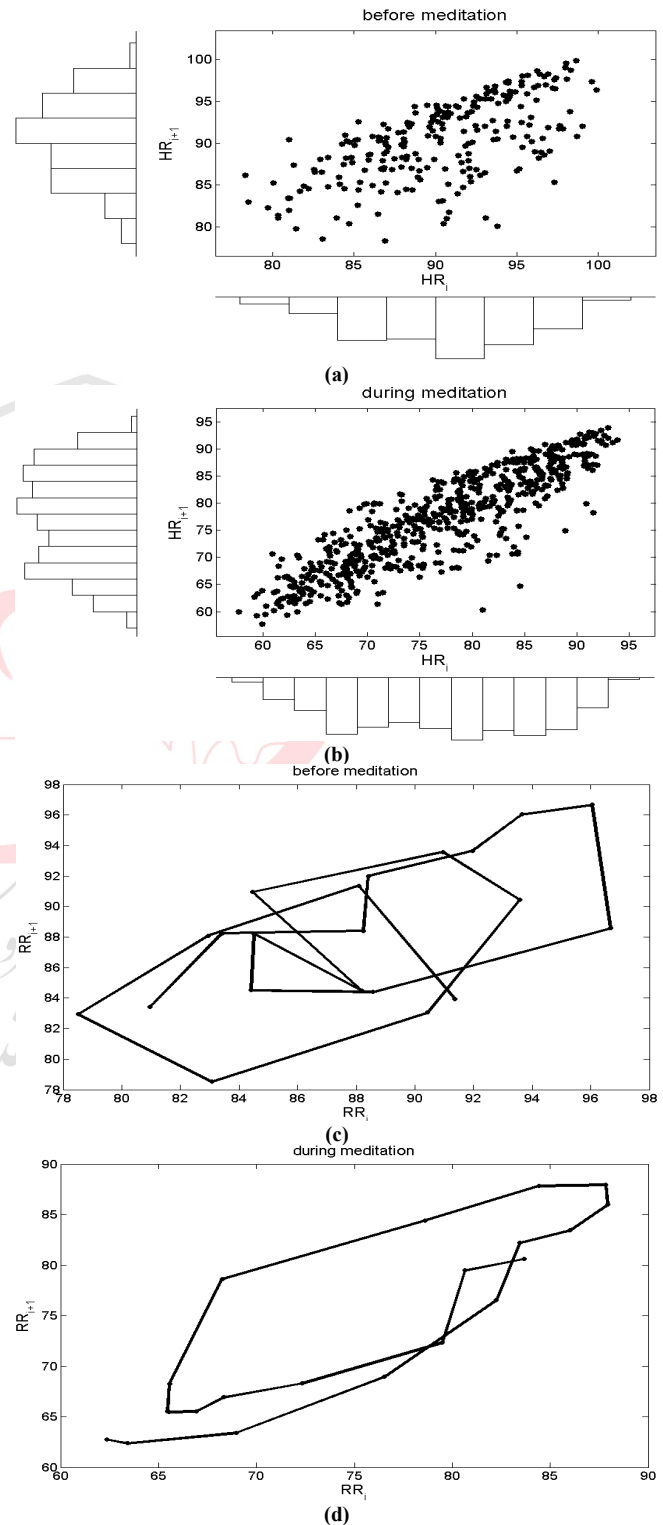 before meditation
100
95
90
85
80
HR_{i+1}
80 85 90 95 100
HR_i
(a)
during meditation
95
90
85
80
75
70
65
60
HR_{i+1}
60 65 70 75 80 85 90 95
HR_i
(b)
before meditation
98
96
94
92
90
88
86
84
82
80
78
RR_{i+1}
78 80 82 84 86 88 90 92 94 96 98
RR_i
(c)
during meditation
90
85
80
75
70
65
60
RR_{i+1}
60 65 70 75 80 85 90
RR_i
(d)